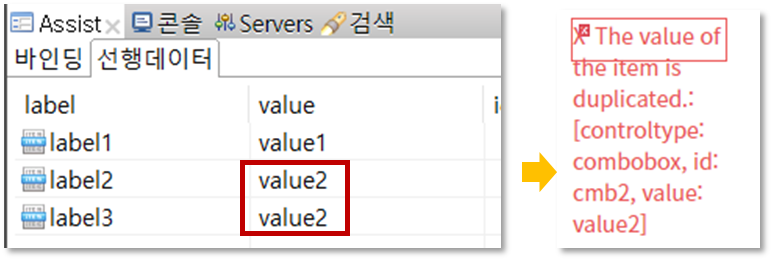 Assist 콘솔 Servers 검색
바인딩 선행데이터
label value
label1 value1
label2 value2
label3 value2
X The value of
the item is
duplicated.:
[controltype:
combobox, id:
cmb2, value:
value2]